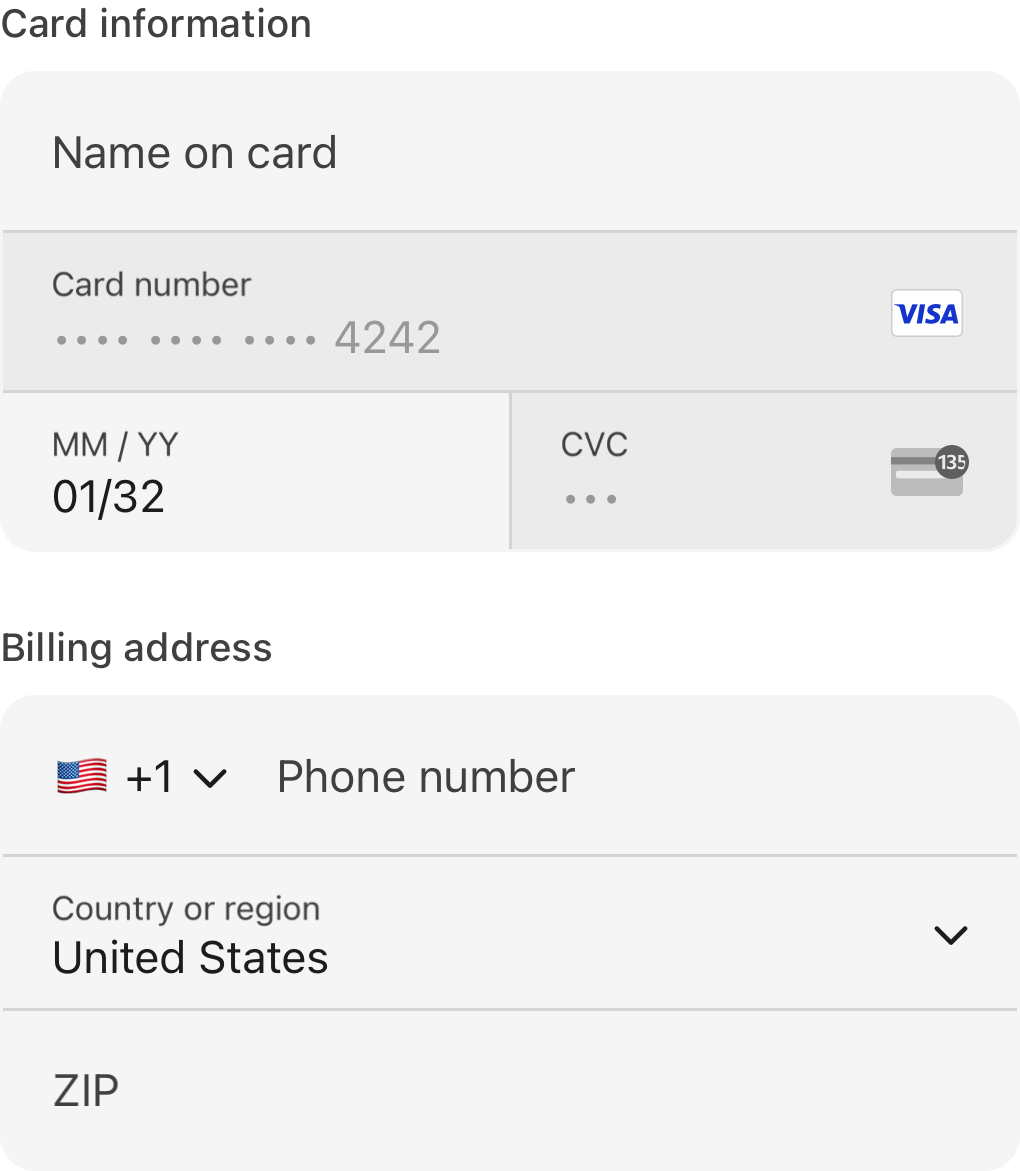 Card information
Name on card
Card number
•••• •••• •••• 4242
VISA
MM / YY
01/32
CVC
•••
135
Billing address
+1 Phone number
Country or region
United States
ZIP